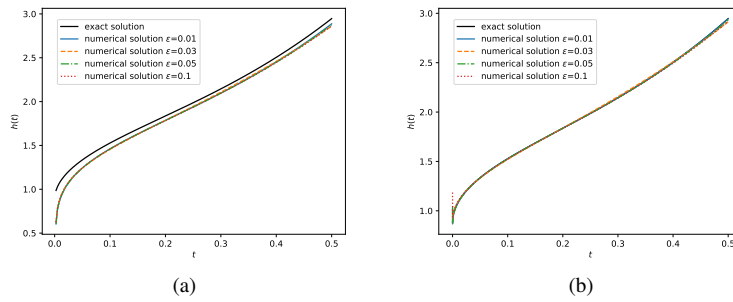 exact solution
numerical solution ε=0.01
numerical solution ε=0.03
numerical solution ε=0.05
numerical solution ε=0.1
3.0
2.5
2.0
1.5
1.0
0.5
h(t)
0.0 0.1 0.2 0.3 0.4 0.5
t
(a)
exact solution
numerical solution ε=0.01
numerical solution ε=0.03
numerical solution ε=0.05
numerical solution ε=0.1
3.0
2.5
2.0
1.5
1.0
h(t)
0.0 0.1 0.2 0.3 0.4 0.5
t
(b)